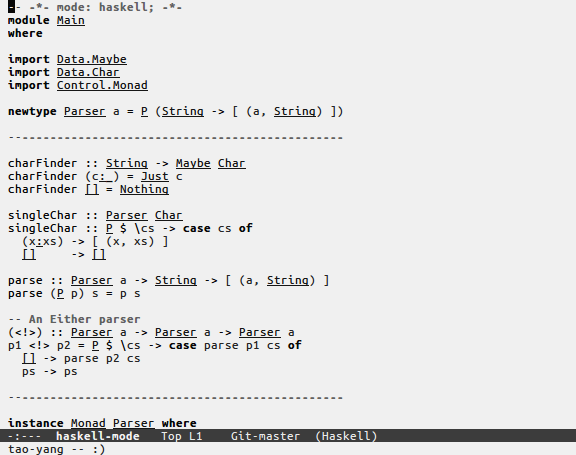 -- -*- mode: haskell; -*-
module Main
where
import Data.Maybe
import Data.Char
import Control.Monad
newtype Parser a = P (String -> [ (a, String) ])
------------------------------------------------
charFinder :: String -> Maybe Char
charFinder (c:_) = Just c
charFinder [] = Nothing
singleChar :: Parser Char
singleChar :: P $ \cs -> case cs of
  (x:xs) -> [ (x, xs) ]
  []     -> []
parse :: Parser a -> String -> [ (a, String) ]
parse (P p) s = p s
-- An Either parser
(<!>) :: Parser a -> Parser a -> Parser a
p1 <!> p2 = P $ \cs -> case parse p1 cs of
  [] -> parse p2 cs
  ps -> ps
------------------------------------------------
instance Monad Parser where
-:---  haskell-mode   Top L1    Git-master  (Haskell)
tao-yang -- :)